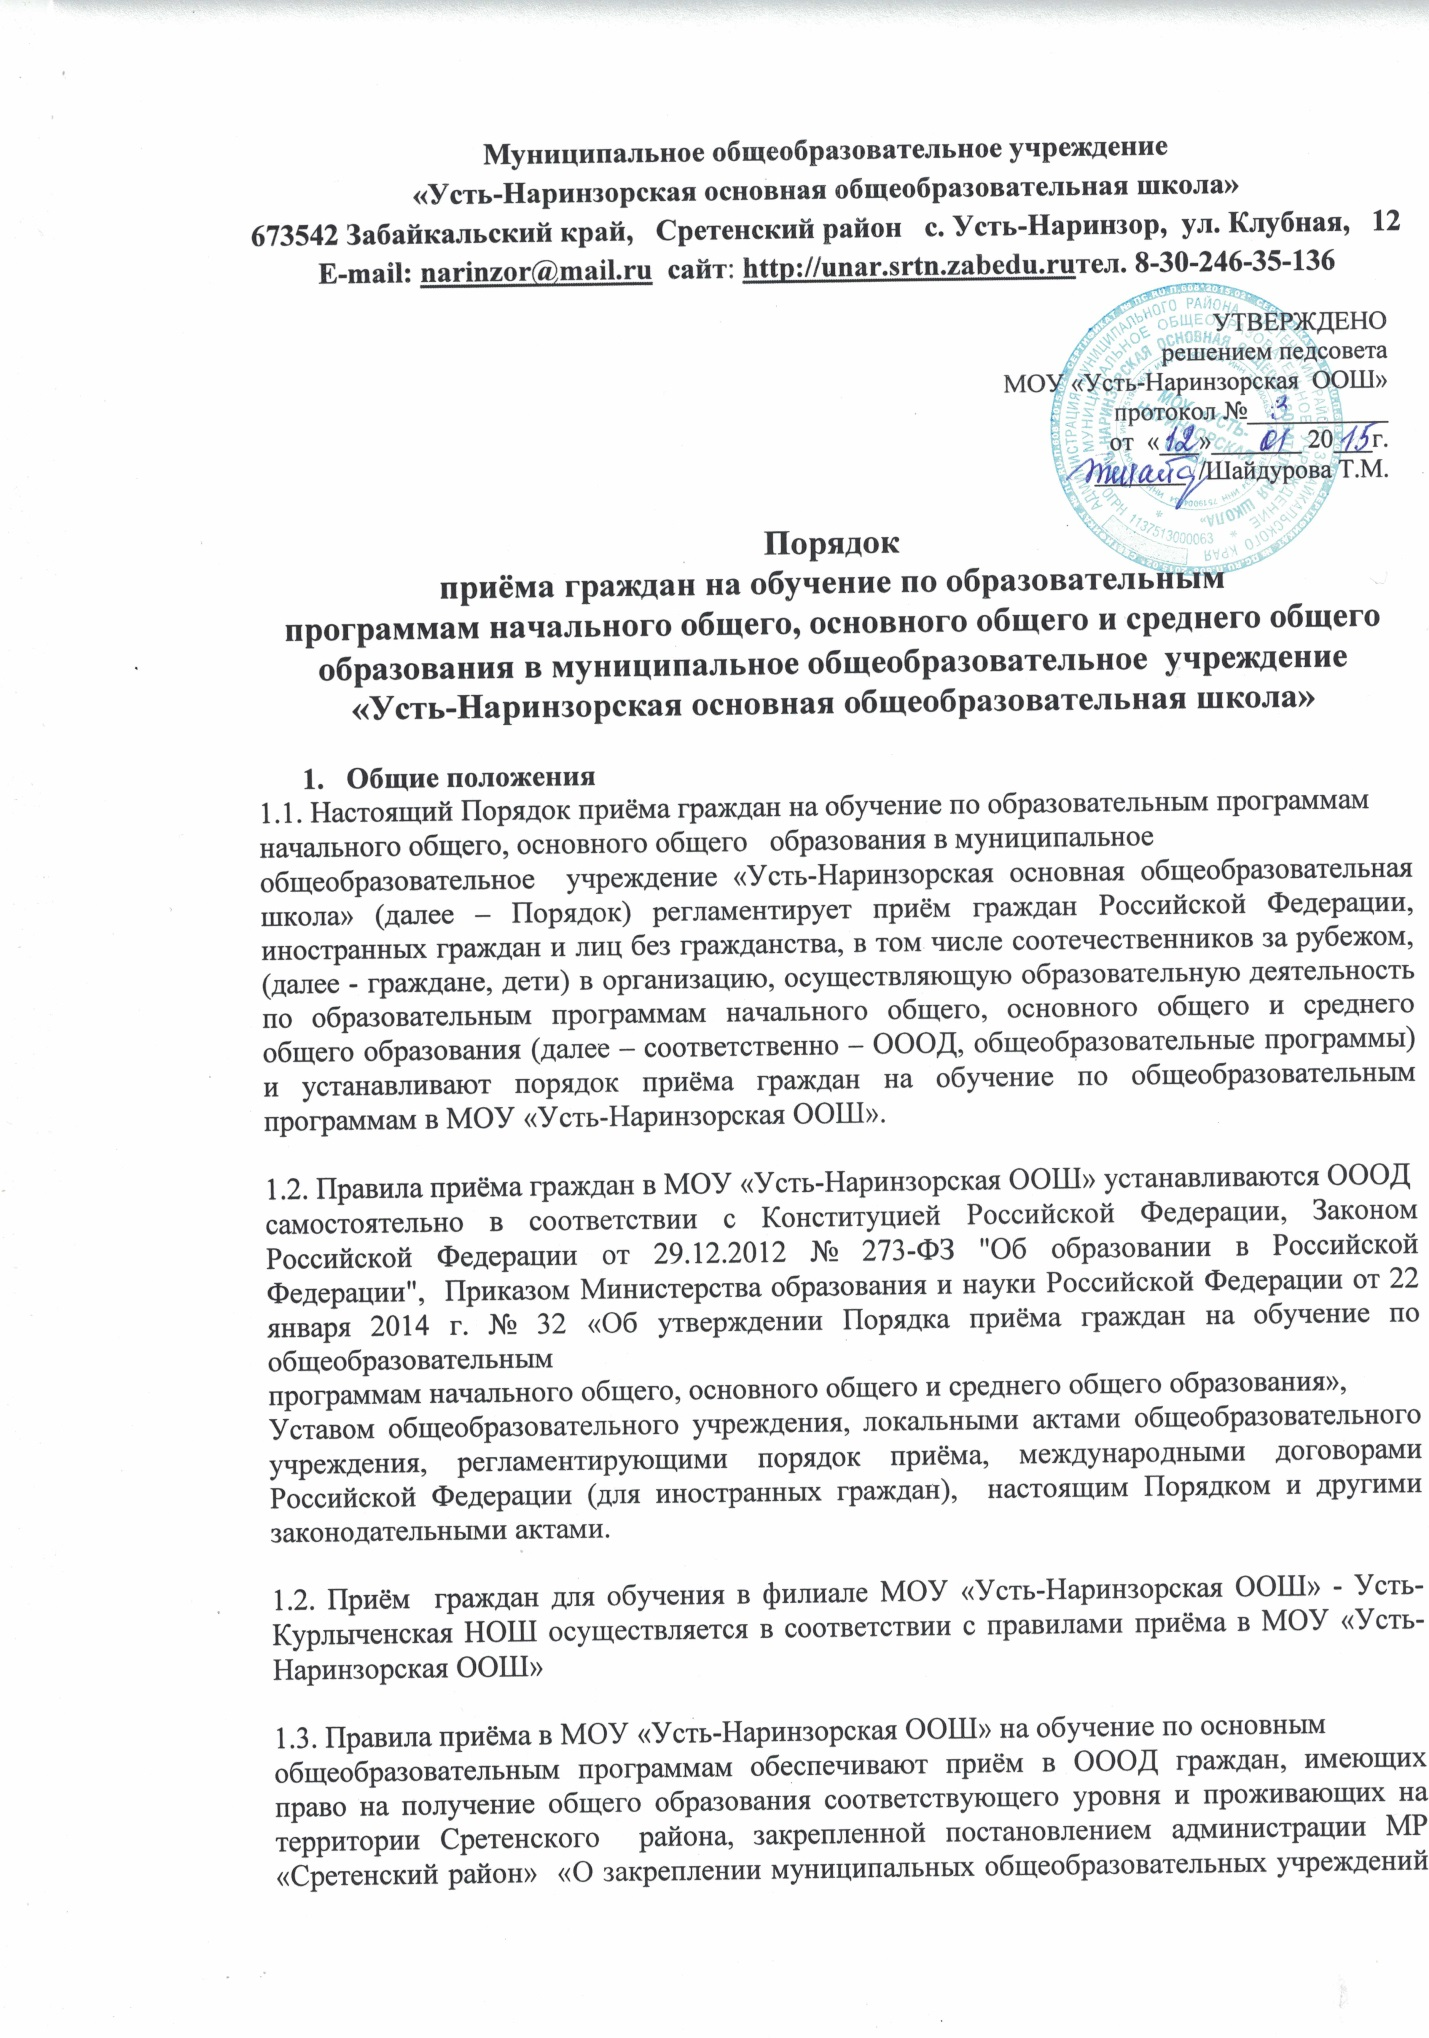 Муниципальное общеобразовательное учреждение
«Усть-Наринзорская основная общеобразовательная школа»
673542 Забайкальский край, Сретенский район с. Усть-Наринзор, ул. Клубная, 12
E-mail: narinzor@mail.ru сайт: http://unar.srtn.zabedu.ruтел. 8-30-246-35-136
УТВЕРЖДЕНО
решением педсовета
МОУ «Усть-Наринзорская ООШ»
протокол № 3
от «12» 01 2015г.
/Шайдурова Т.М.
МОУ «УСТЬ-
НАРИНЗОРСКАЯ
ОГРН 1137513000063
Порядок
приёма граждан на обучение по образовательным
программам начального общего, основного общего и среднего общего
образования в муниципальное общеобразовательное учреждение
«Усть-Наринзорская основная общеобразовательная школа»
1. Общие положения
1.1. Настоящий Порядок приёма граждан на обучение по образовательным программам
начального общего, основного общего образования в муниципальное
общеобразовательное учреждение «Усть-Наринзорская основная общеобразовательная
школа» (далее – Порядок) регламентирует приём граждан Российской Федерации,
иностранных граждан и лиц без гражданства, в том числе соотечественников за рубежом,
(далее - граждане, дети) в организацию, осуществляющую образовательную деятельность
по образовательным программам начального общего, основного общего и среднего
общего образования (далее – соответственно – ОООД, общеобразовательные программы)
и устанавливают порядок приёма граждан на обучение по общеобразовательным
программам в МОУ «Усть-Наринзорская ООШ».
1.2. Правила приёма граждан в МОУ «Усть-Наринзорская ООШ» устанавливаются ОООД
самостоятельно в соответствии с Конституцией Российской Федерации, Законом
Российской Федерации от 29.12.2012 № 273-ФЗ "Об образовании в Российской
Федерации", Приказом Министерства образования и науки Российской Федерации от 22
января 2014 г. № 32 «Об утверждении Порядка приёма граждан на обучение по
общеобразовательным
программам начального общего, основного общего и среднего общего образования»,
Уставом общеобразовательного учреждения, локальными актами общеобразовательного
учреждения, регламентирующими порядок приёма, международными договорами
Российской Федерации (для иностранных граждан), настоящим Порядком и другими
законодательными актами.
1.2. Приём граждан для обучения в филиале МОУ «Усть-Наринзорская ООШ» - Усть-
Курлыченская НОШ осуществляется в соответствии с правилами приёма в МОУ «Усть-
Наринзорская ООШ»
1.3. Правила приёма в МОУ «Усть-Наринзорская ООШ» на обучение по основным
общеобразовательным программам обеспечивают приём в ОООД граждан, имеющих
право на получение общего образования соответствующего уровня и проживающих на
территории Сретенского района, закрепленной постановлением администрации МР
«Сретенский район» «О закреплении муниципальных общеобразовательных учреждений